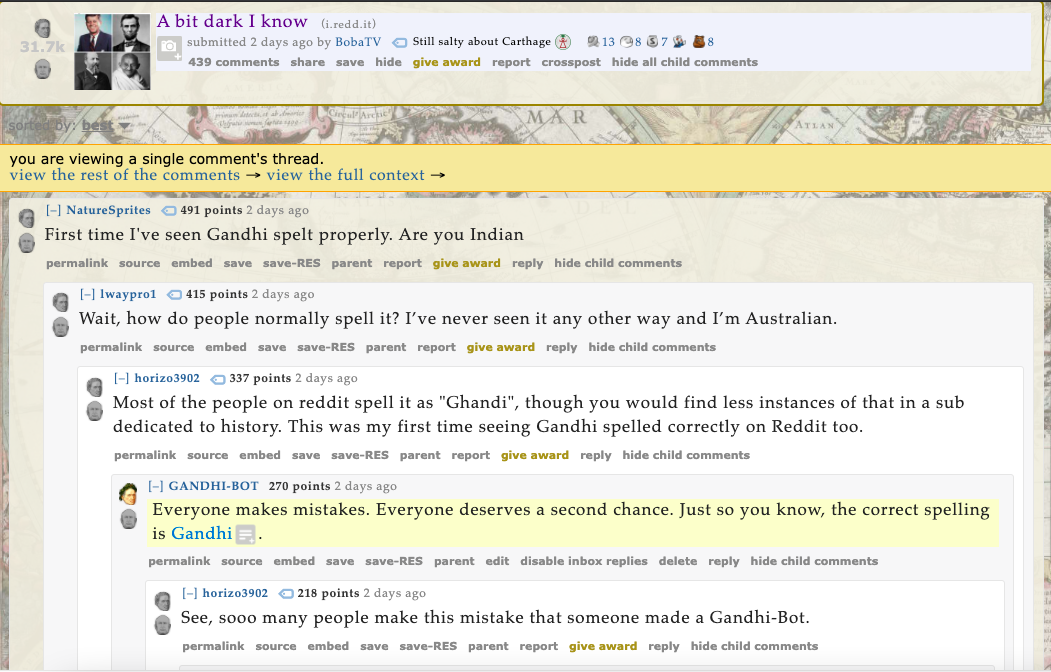 A bit dark I know (i.redd.it)
31.7k
submitted 2 days ago by BobaTV Still salty about Carthage 13 8 7 8
439 comments share save hide give award report crosspost hide all child comments
sorted by: best
MAR
ATLAN
you are viewing a single comment's thread.
view the rest of the comments → view the full context →
[–] NatureSprites 491 points 2 days ago
First time I've seen Gandhi spelt properly. Are you Indian
permalink source embed save save-RES parent report give award reply hide child comments
[–] lwaypro1 415 points 2 days ago
Wait, how do people normally spell it? I’ve never seen it any other way and I’m Australian.
permalink source embed save save-RES parent report give award reply hide child comments
[–] horizo3902 337 points 2 days ago
Most of the people on reddit spell it as "Ghandi", though you would find less instances of that in a sub
dedicated to history. This was my first time seeing Gandhi spelled correctly on Reddit too.
permalink source embed save save-RES parent report give award reply hide child comments
[–] GANDHI-BOT 270 points 2 days ago
Everyone makes mistakes. Everyone deserves a second chance. Just so you know, the correct spelling
is Gandhi .
permalink source embed save save-RES parent edit disable inbox replies delete reply hide child comments
[–] horizo3902 218 points 2 days ago
See, sooo many people make this mistake that someone made a Gandhi-Bot.
permalink source embed save save-RES parent report give award reply hide child comments